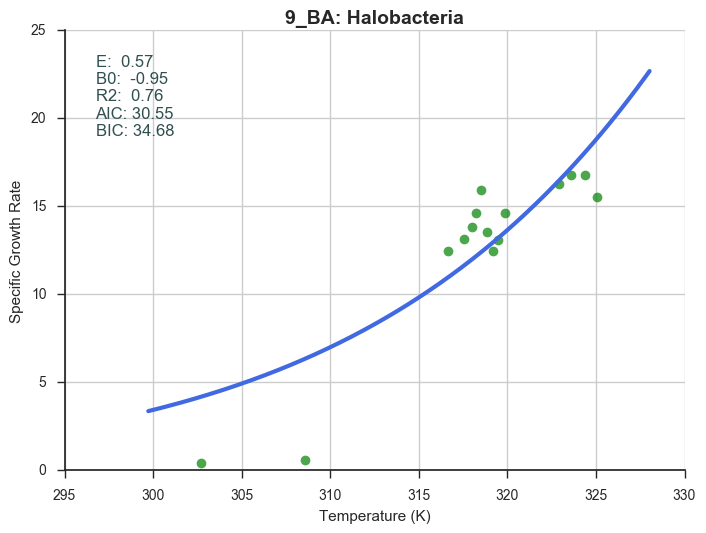 9_BA: Halobacteria
E:  0.57
B0:  -0.95
R2:  0.76
AIC: 30.55
BIC: 34.68
Specific Growth Rate
25
20
15
10
5
0
295 300 305 310 315 320 325 330
Temperature (K)